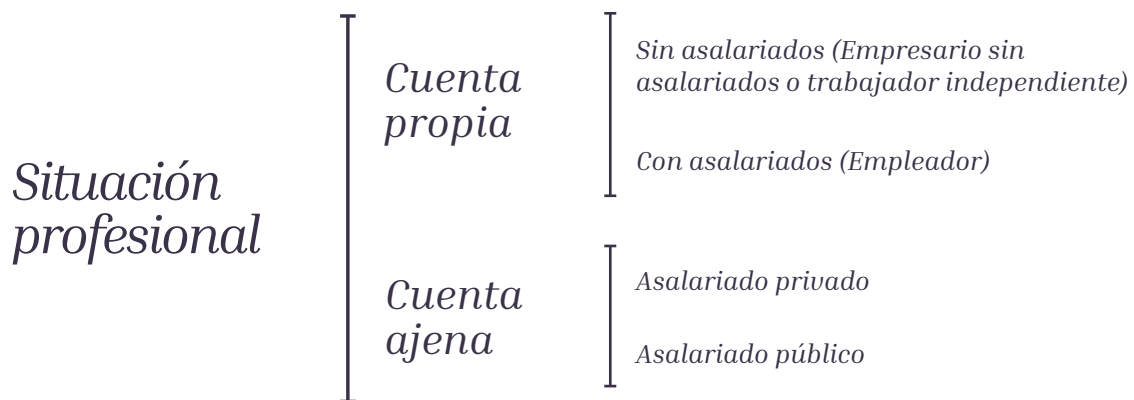 Situación
profesional
Cuenta
propia
Sin asalariados (Empresario sin
asalariados o trabajador independiente)
Con asalariados (Empleador)
Cuenta
ajena
Asalariado privado
Asalariado público